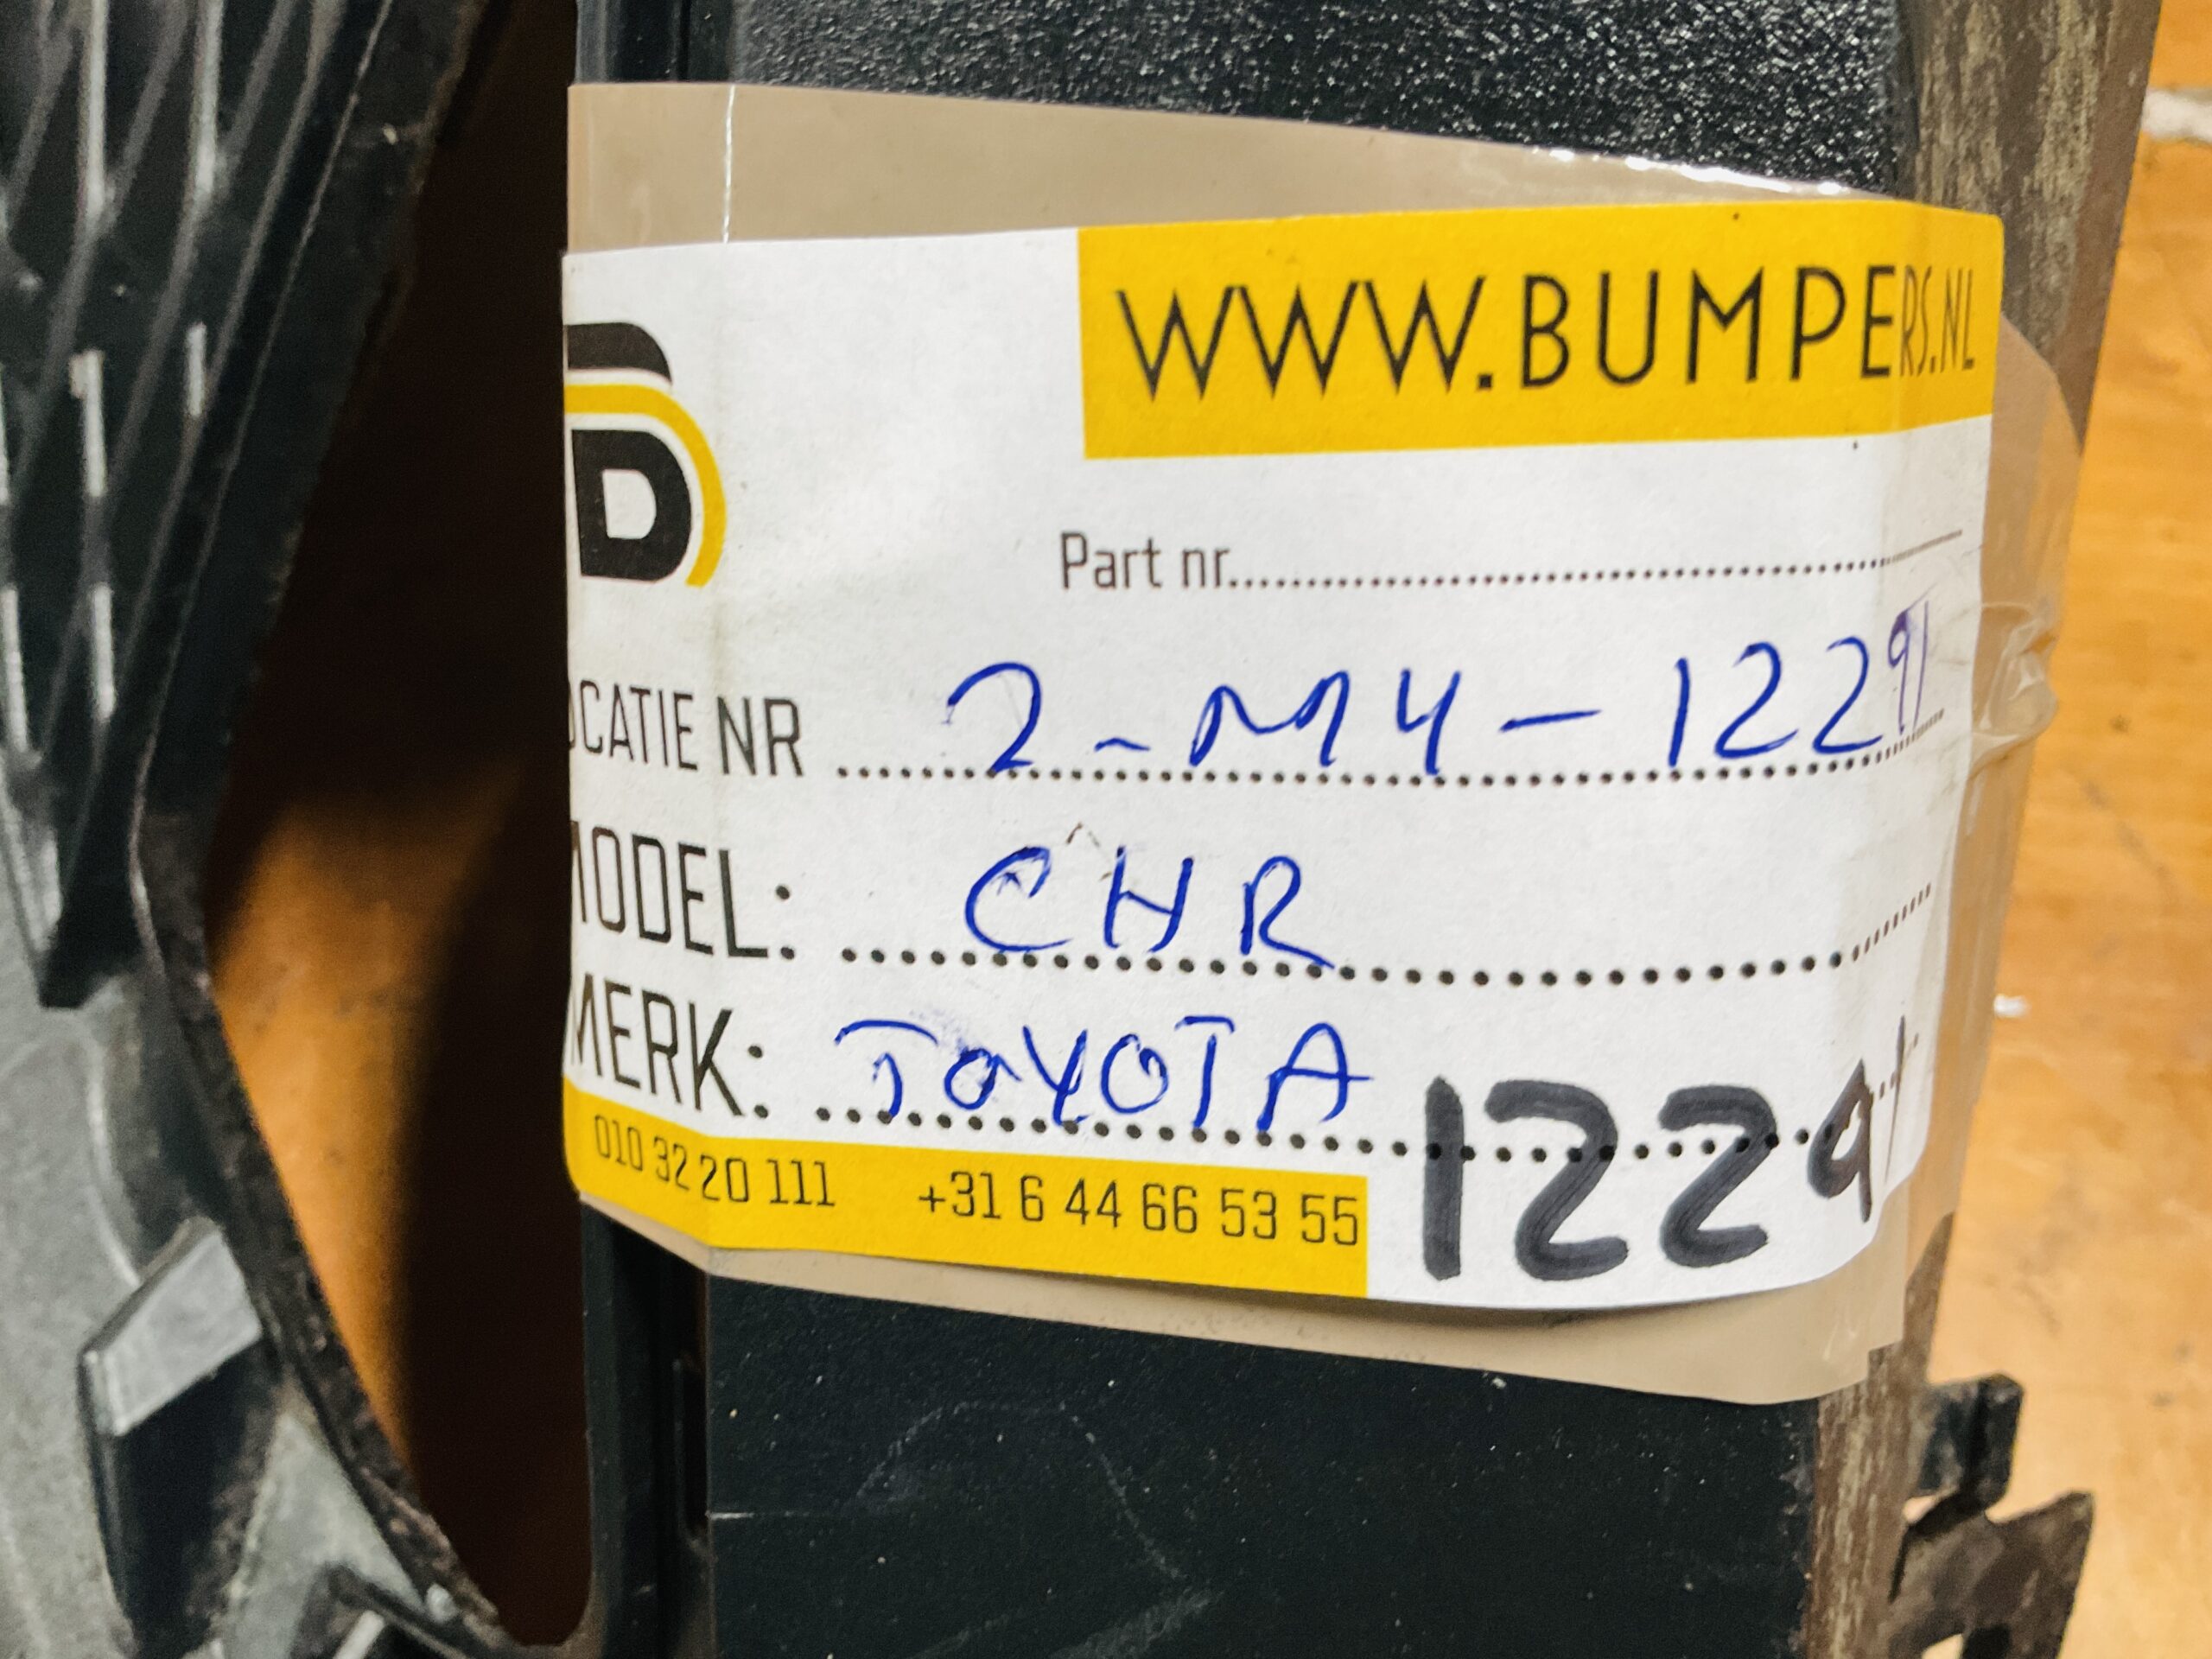 WWW.BUMPERS.NL
D
Part nr.
OCATIE NR 2-M4-12291
MODEL: CHR
MERK: TOYOTA
12291
010 32 20 111 +31 6 44 66 53 55